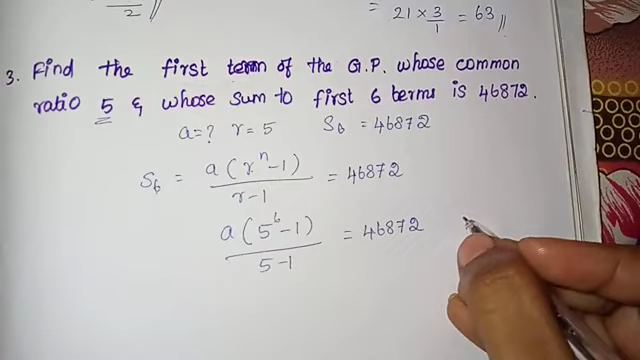 2
= 21 × 3/1 = 63 //
3. Find the first term of the G.P. whose common
ratio 5 & whose sum to first 6 terms is 46872.
a = ? r = 5 S6 = 46872
S6 = a(r^n - 1) / r - 1 = 46872
a(5^6 - 1) / 5 - 1 = 46872